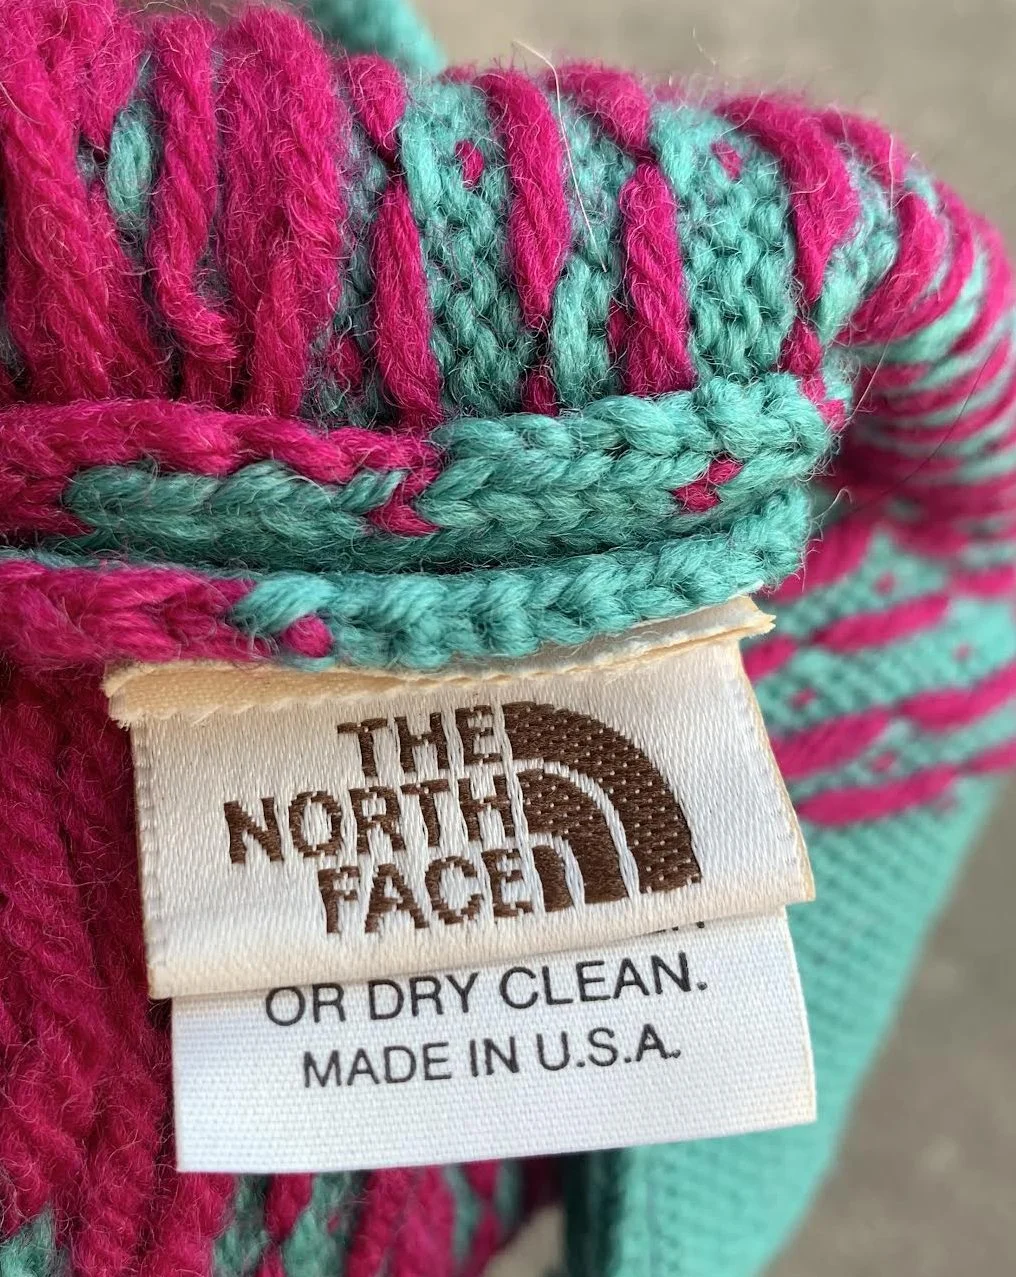 THE
NORTH
FACE
OR DRY CLEAN.
MADE IN U.S.A.